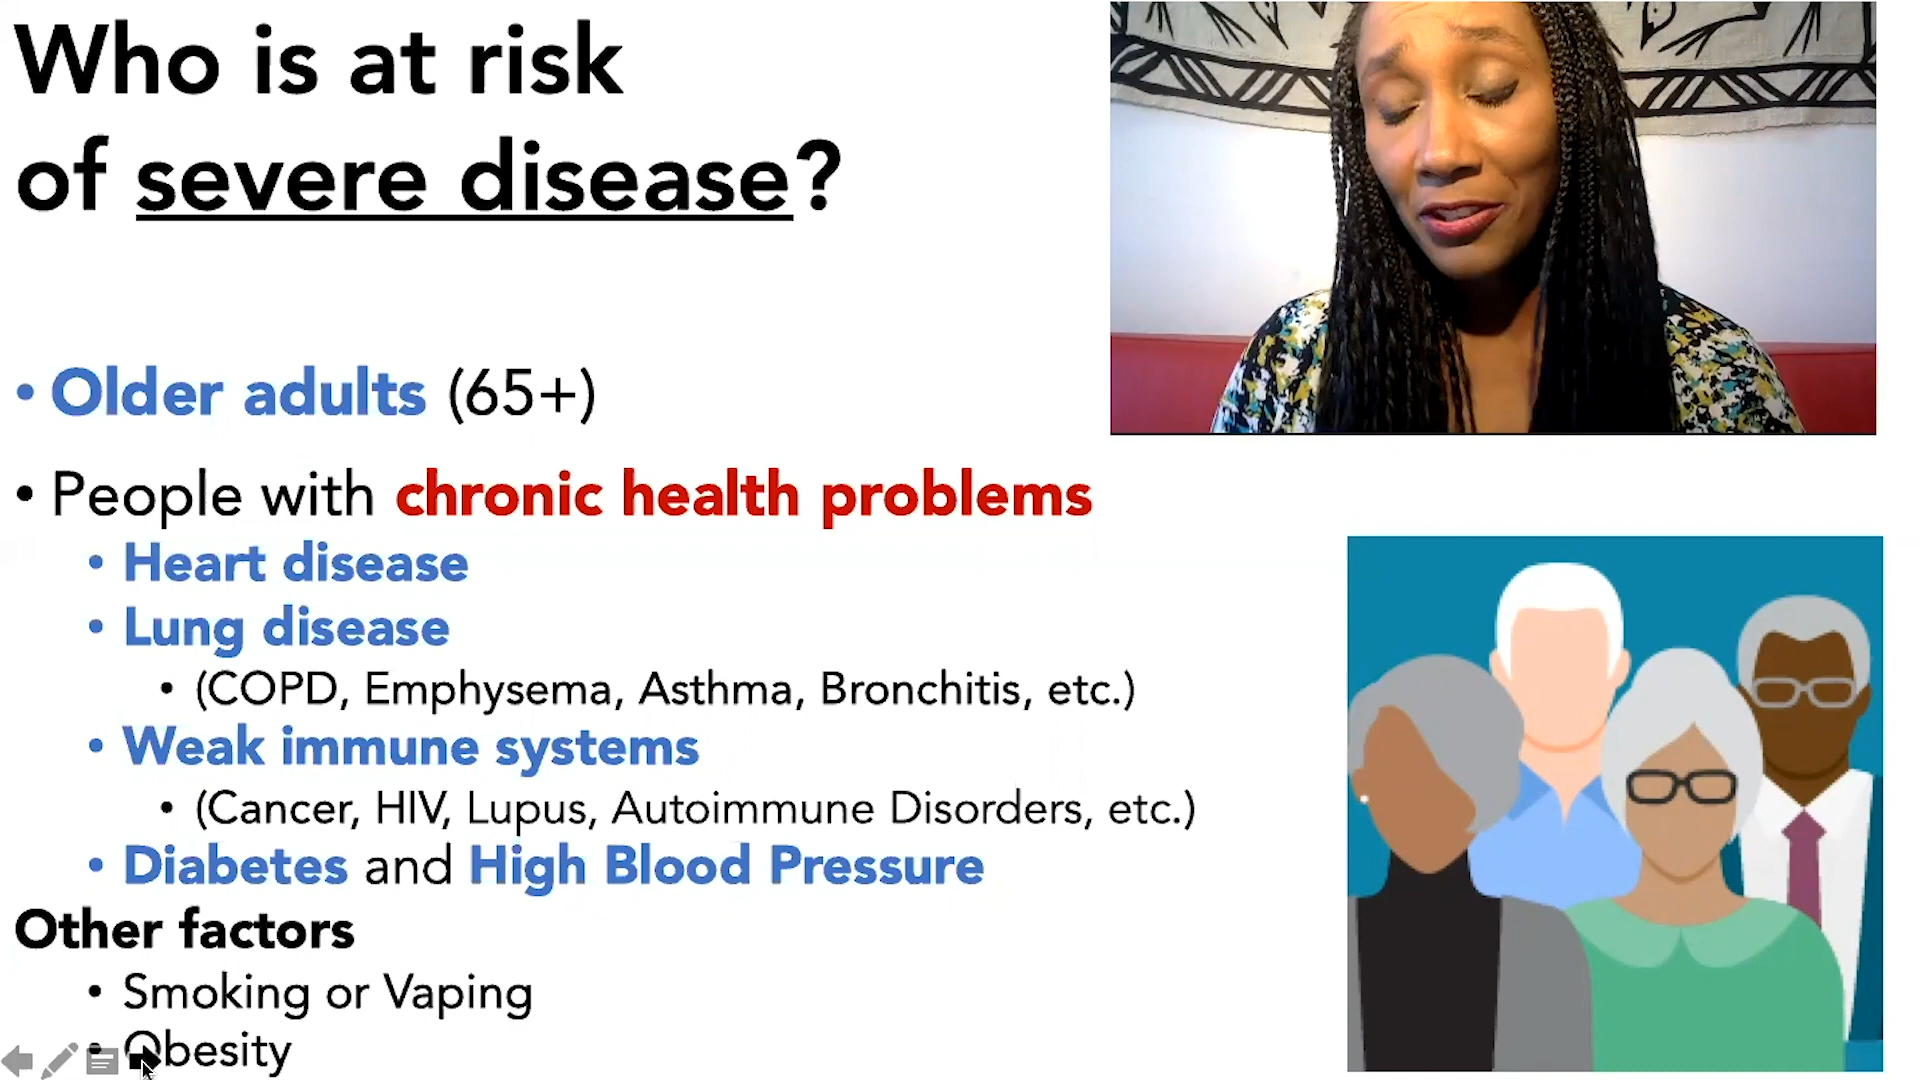 Who is at risk
of severe disease?
• Older adults (65+)
• People with chronic health problems
• Heart disease
• Lung disease
• (COPD, Emphysema, Asthma, Bronchitis, etc.)
• Weak immune systems
• (Cancer, HIV, Lupus, Autoimmune Disorders, etc.)
• Diabetes and High Blood Pressure
Other factors
• Smoking or Vaping
• Obesity